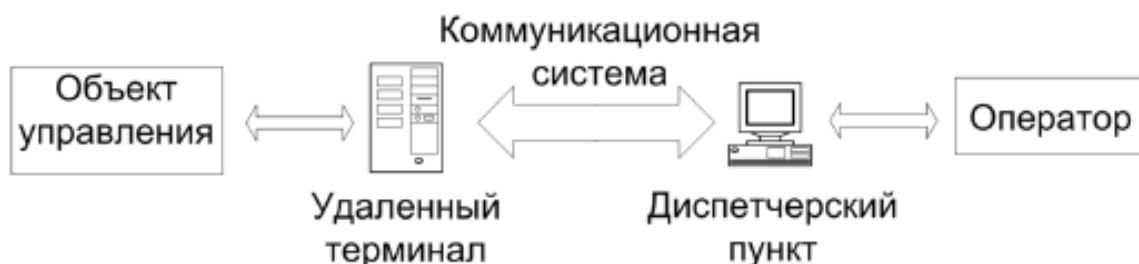 Коммуникационная
система
Объект
управления
Оператор
Удаленный
терминал
Диспетчерский
пункт